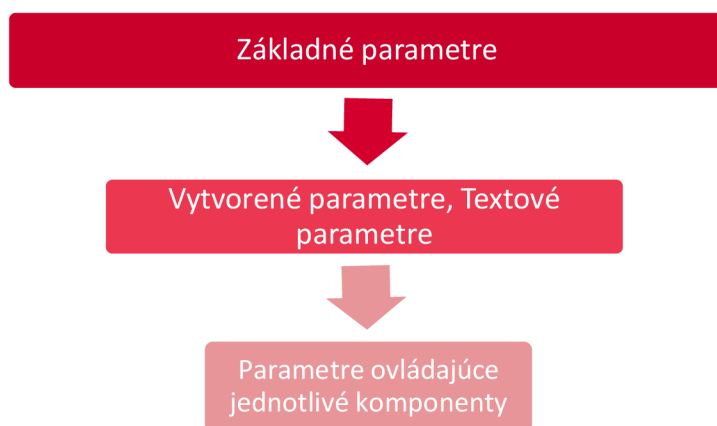 Základné parametre
Vytvorené parametre, Textové
parametre
Parametre ovládajúce
jednotlivé komponenty